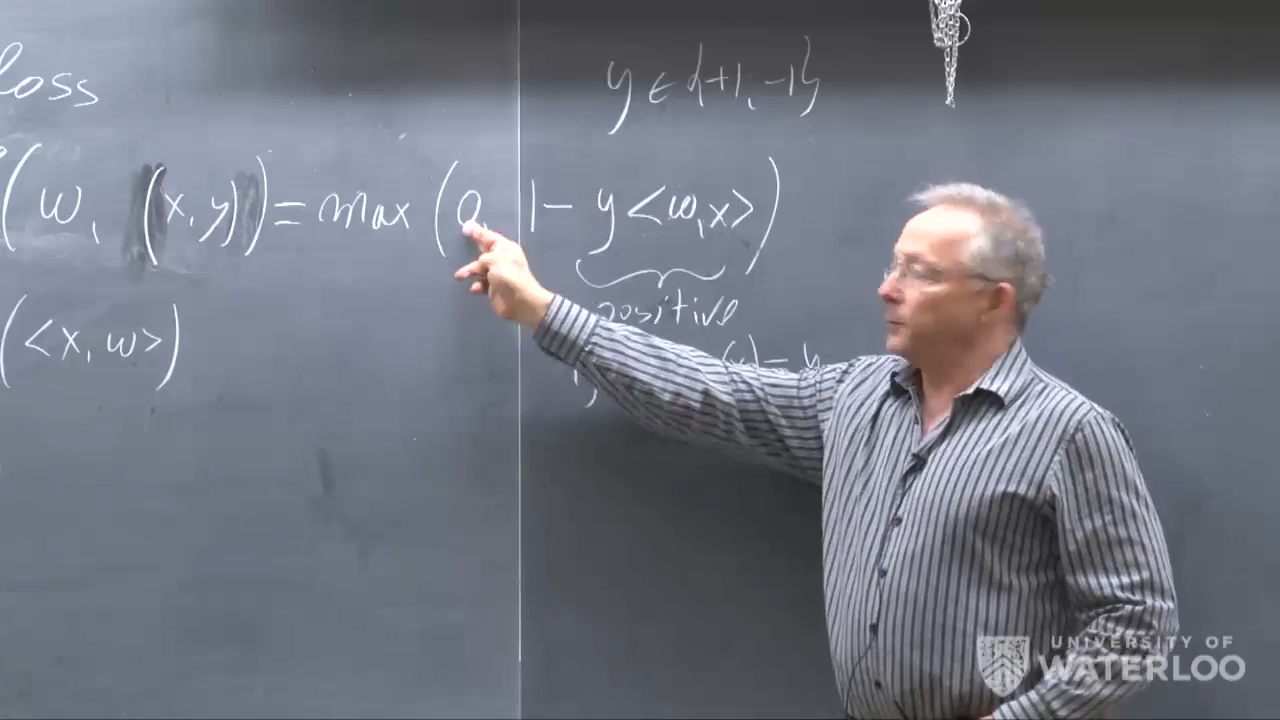 loss
y ∈ {+1, -1}
(w, (x, y)) = max (0, 1 - y <w, x>)
positive
(<x, w>)
(x) = y
UNIVERSITY OF
WATERLOO